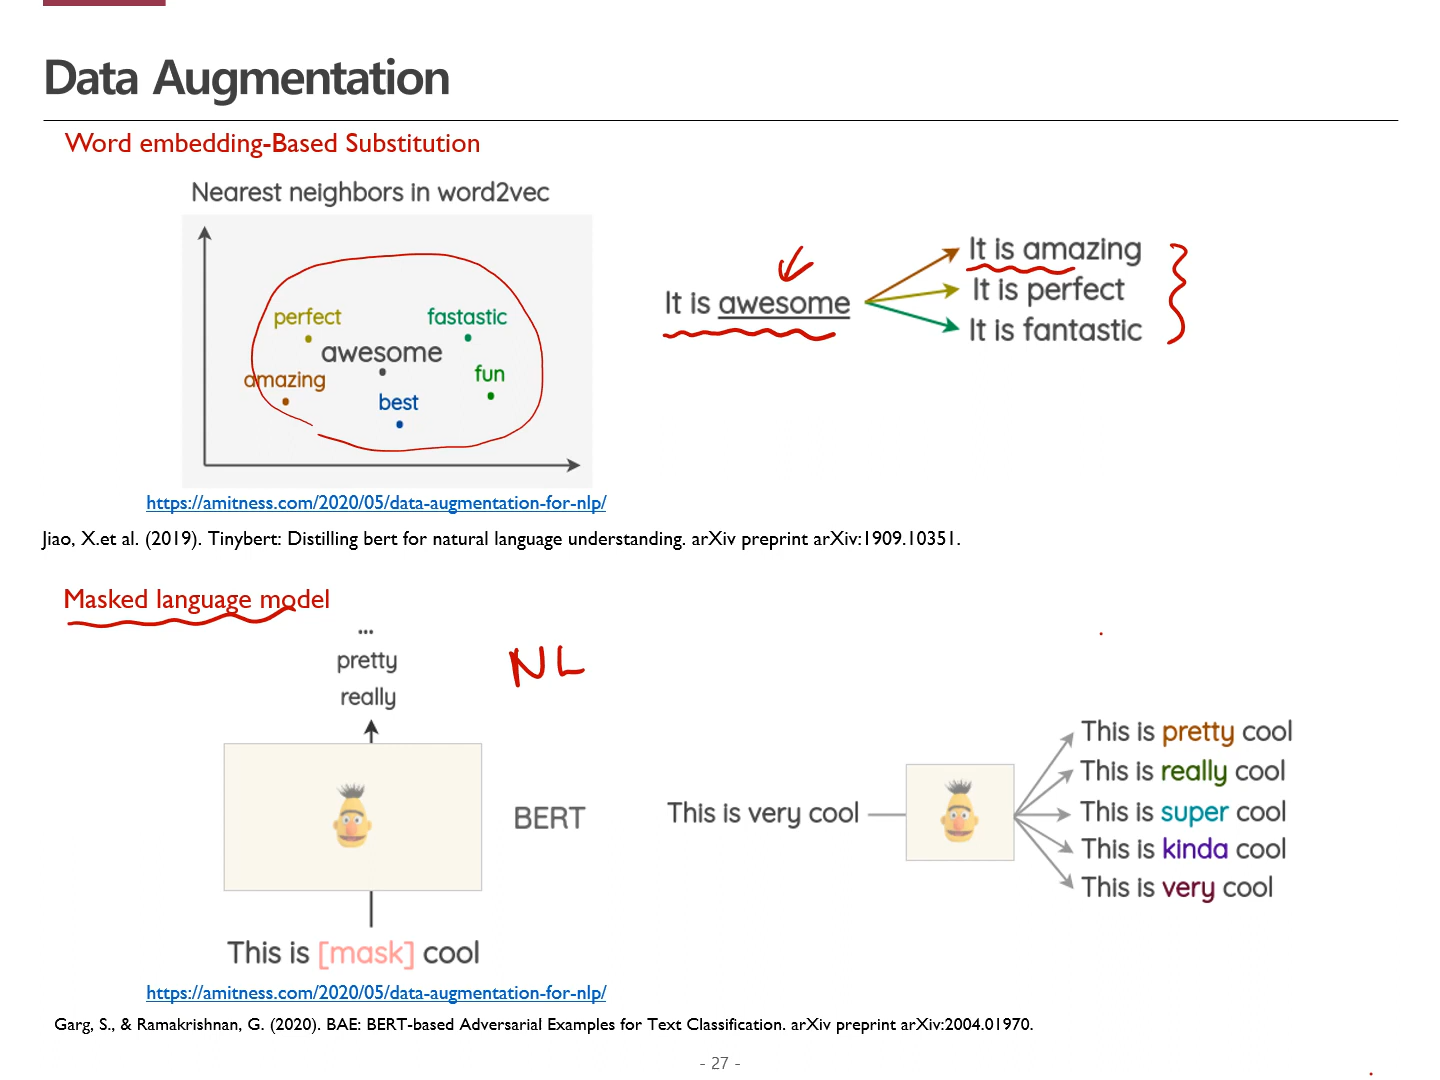 Data Augmentation
Word embedding-Based Substitution
Nearest neighbors in word2vec
perfect
fastastic
awesome
amazing
fun
best
It is awesome
It is amazing
It is perfect
It is fantastic
https://amitness.com/2020/05/data-augmentation-for-nlp/
Jiao, X.et al. (2019). Tinybert: Distilling bert for natural language understanding. arXiv preprint arXiv:1909.10351.
Masked language model
...
pretty
really
NL
BERT
This is [mask] cool
This is very cool
This is pretty cool
This is really cool
This is super cool
This is kinda cool
This is very cool
https://amitness.com/2020/05/data-augmentation-for-nlp/
Garg, S., & Ramakrishnan, G. (2020). BAE: BERT-based Adversarial Examples for Text Classification. arXiv preprint arXiv:2004.01970.
- 27 -